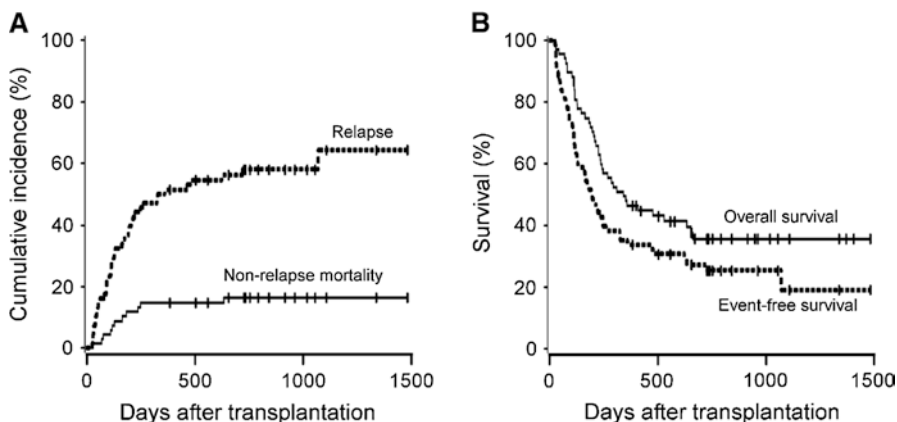 A
Cumulative incidence (%)
100
80
60
40
20
0
Relapse
Non-relapse mortality
0 500 1000 1500
Days after transplantation
B
Survival (%)
100
80
60
40
20
0
Overall survival
Event-free survival
0 500 1000 1500
Days after transplantation